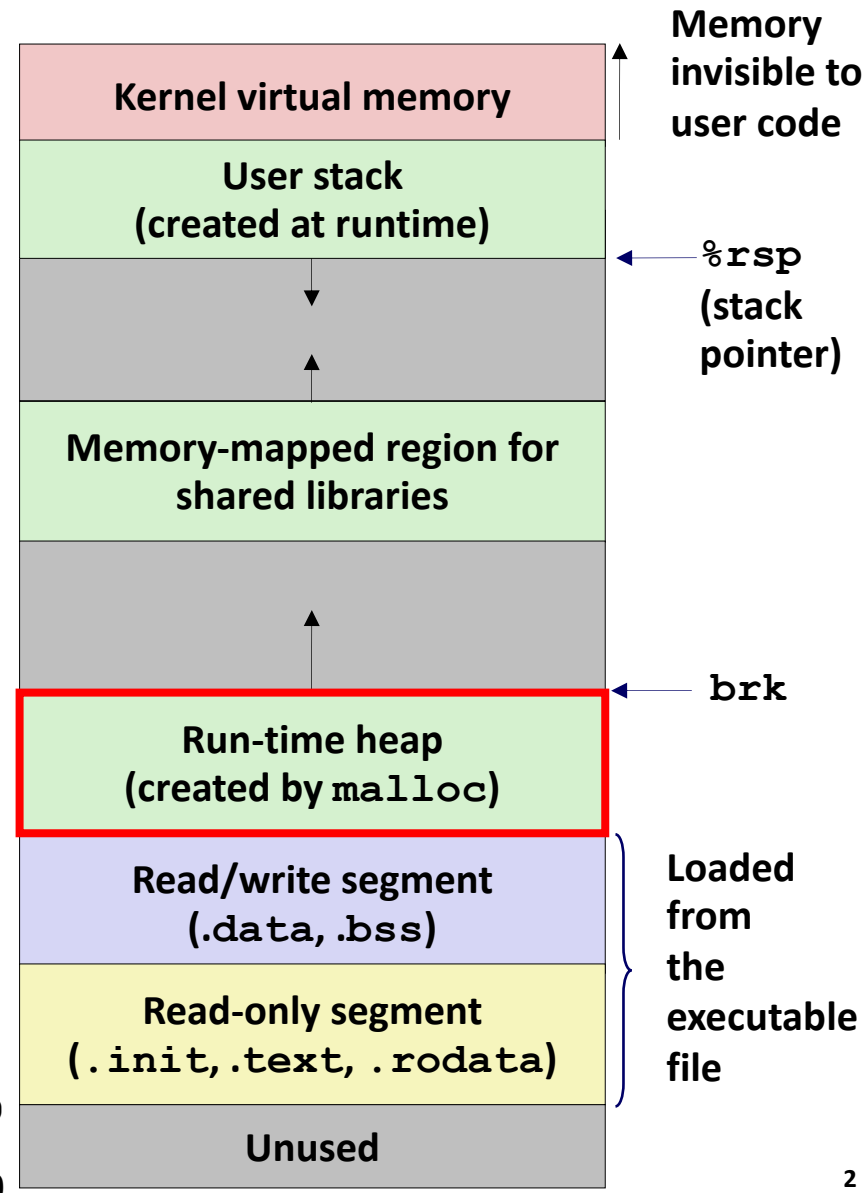 Memory
invisible to
user code
Kernel virtual memory
User stack
(created at runtime)
%rsp
(stack
pointer)
Memory-mapped region for
shared libraries
brk
Run-time heap
(created by malloc)
Read/write segment
(.data, .bss)
Loaded
from
the
executable
file
Read-only segment
(.init, .text, .rodata)
Unused
2